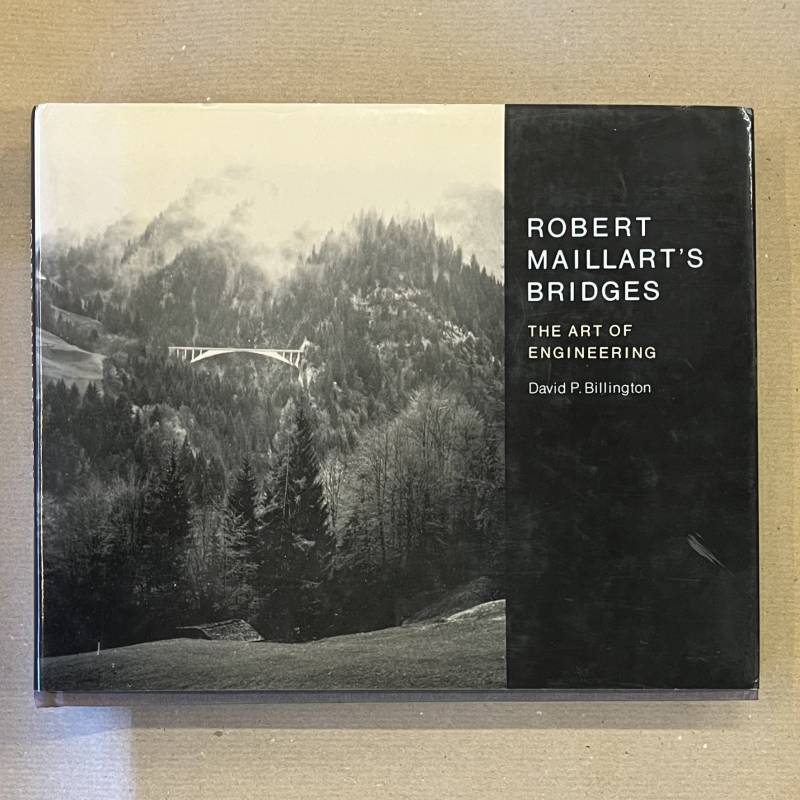 ROBERT
MAILLART'S
BRIDGES
THE ART OF
ENGINEERING
David P. Billington